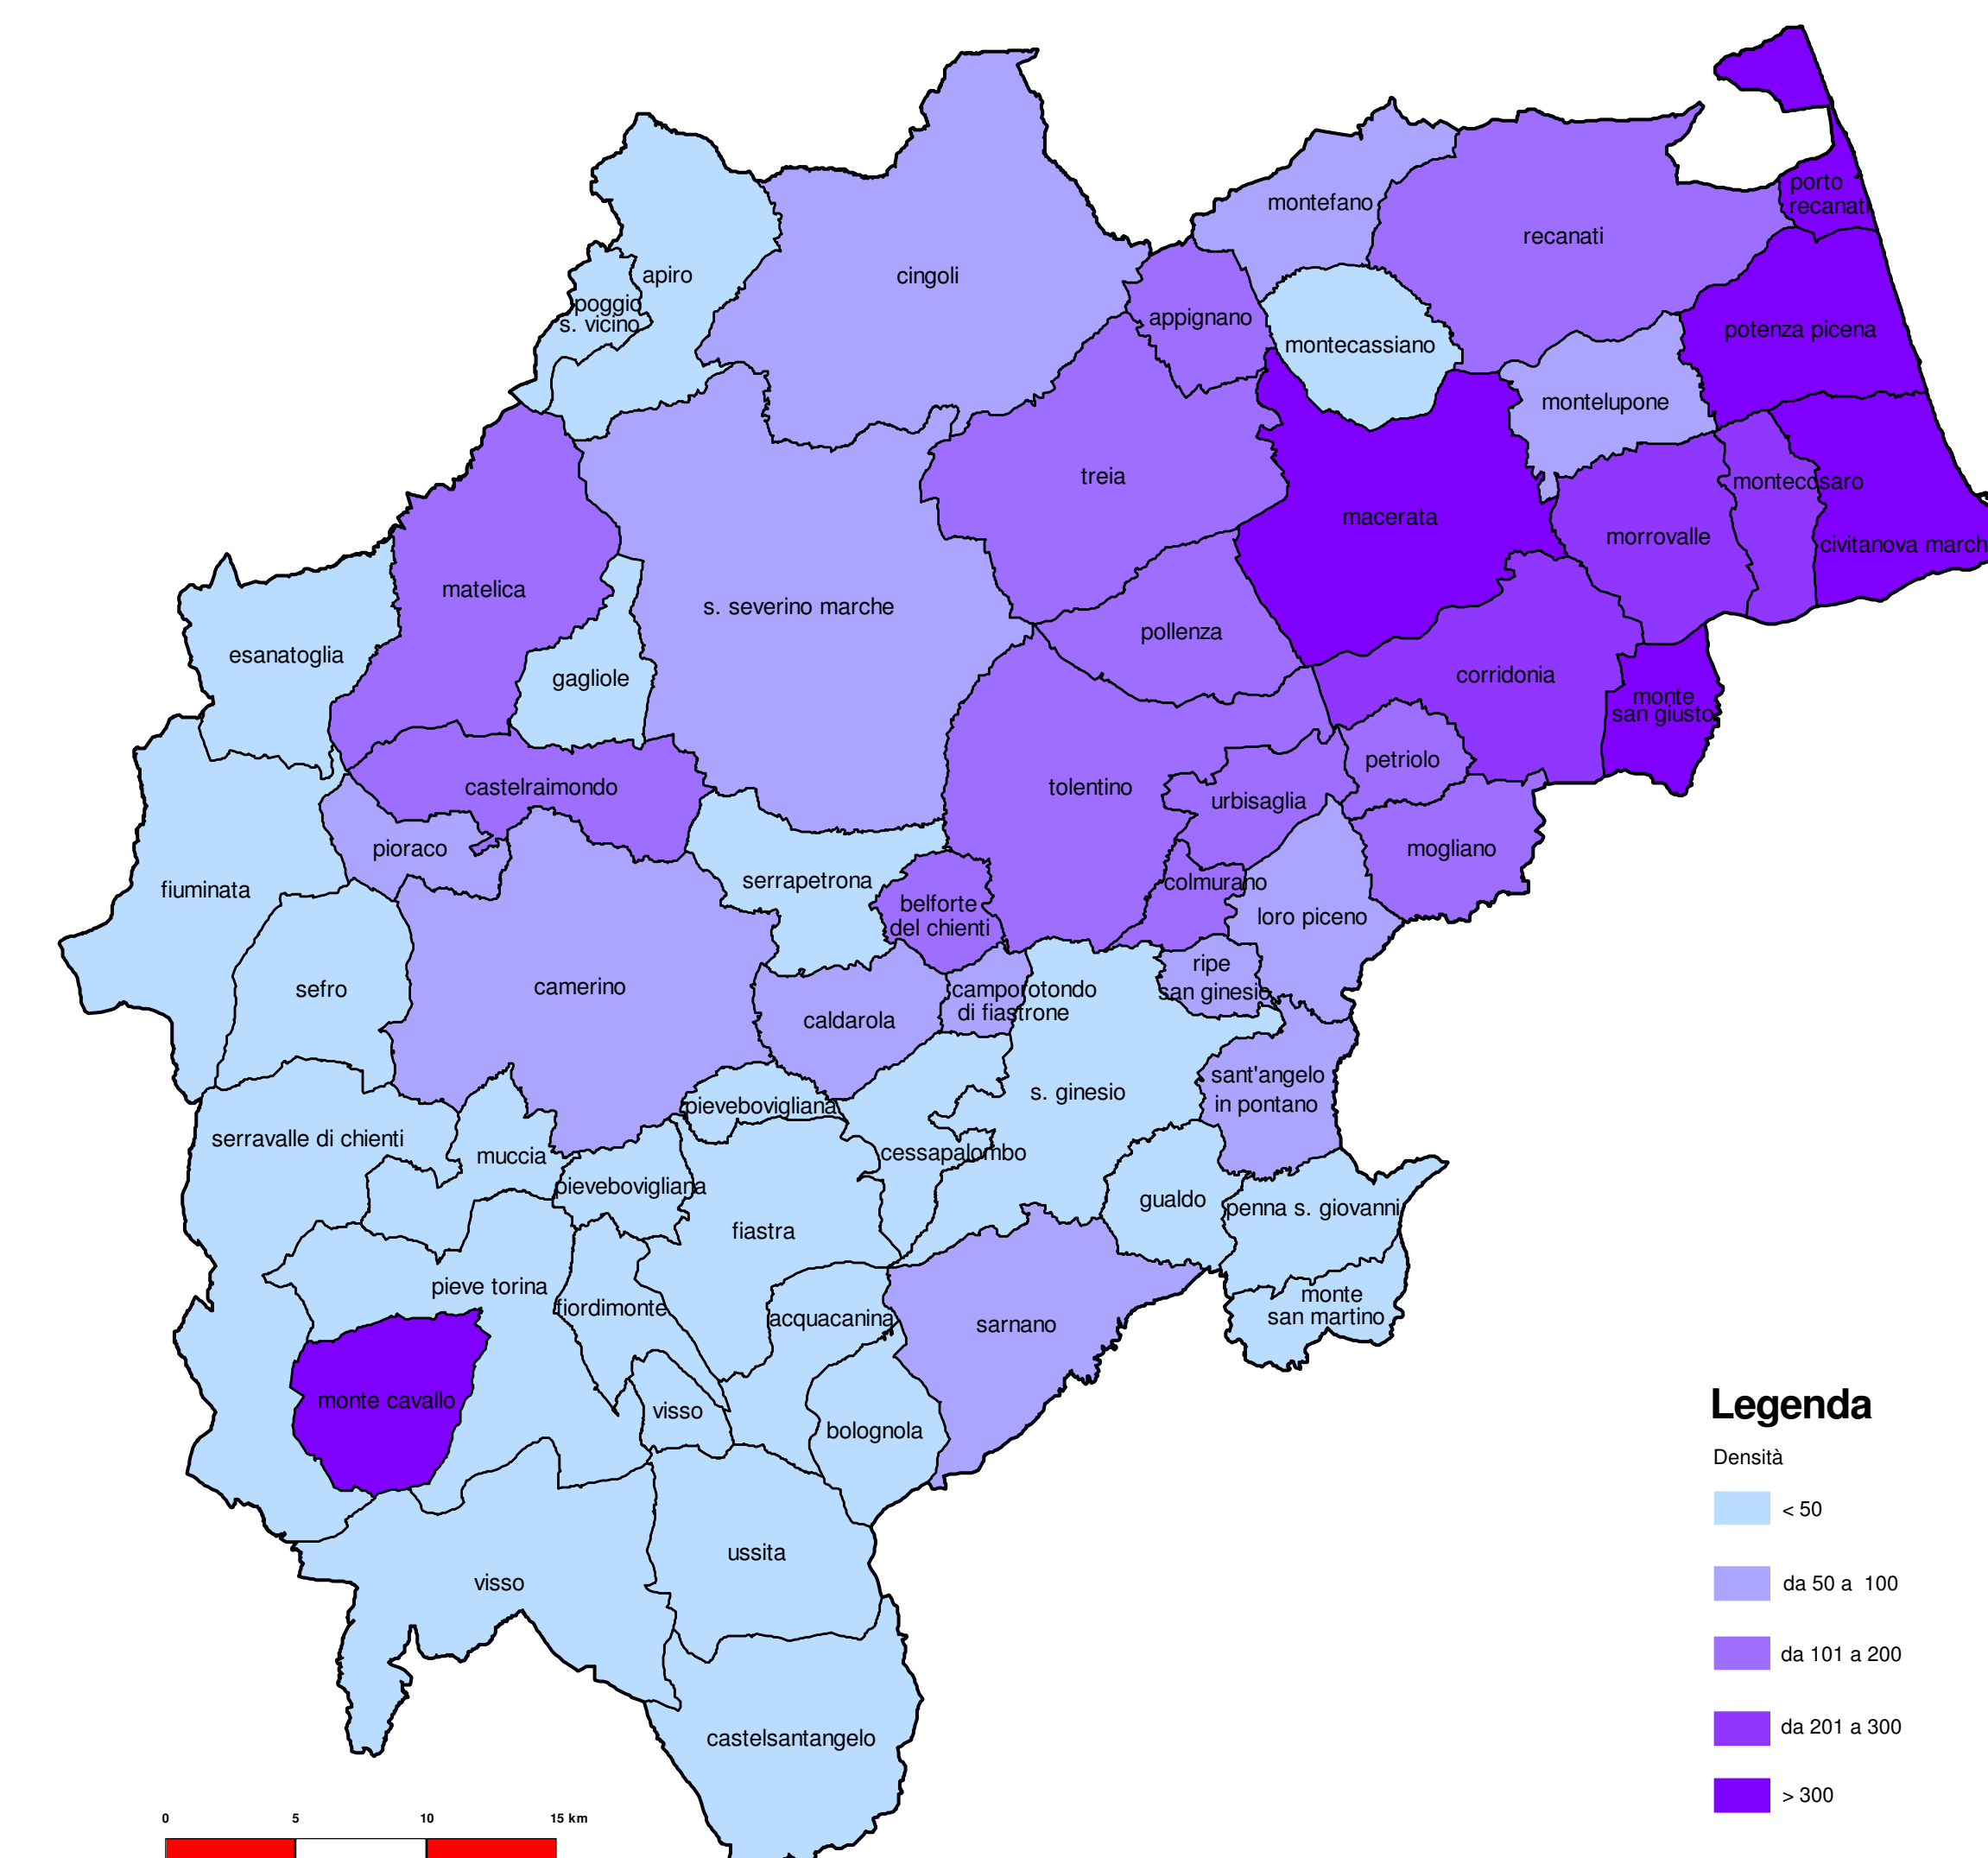 porto
recanati
montefano
recanati
apiro
cingoli
poggio
s. vicino
appignano
potenza picena
montecassiano
montelupone
treia
montecosaro
macerata
morrovalle
civitanova march
matelica
s. severino marche
pollenza
esanatoglia
gagliole
corridonia
monte
san giusto
petriolo
castelraimondo
tolentino
urbisaglia
pioraco
mogliano
fiuminata
serrapetrona
colmurano
belforte
del chienti
loro piceno
ripe
san ginesio
sefro
camerino
camporotondo
di fiastrone
caldarola
sant'angelo
in pontano
s. ginesio
pievebovigliana
serravalle di chienti
muccia
cessapalombo
pievebovigliana
gualdo
penna s. giovanni
fiastra
pieve torina
fiordimonte
acquacanina
sarnano
monte
san martino
monte cavallo
visso
bolognola
ussita
visso
castelsantangelo
Legenda
Densità
< 50
da 50 a 100
da 101 a 200
da 201 a 300
> 300
0 5 10 15 km